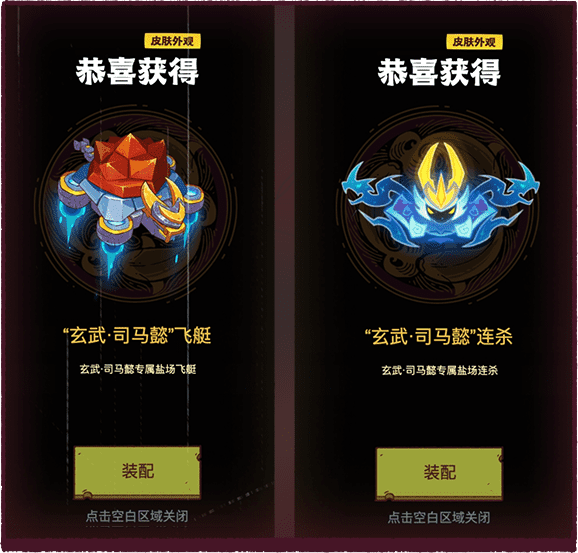 皮肤外观
恭喜获得
“玄武·司马懿”飞艇
玄武·司马懿专属盐场飞艇
装配
点击空白区域关闭
皮肤外观
恭喜获得
“玄武·司马懿”连杀
玄武·司马懿专属盐场连杀
装配
点击空白区域关闭